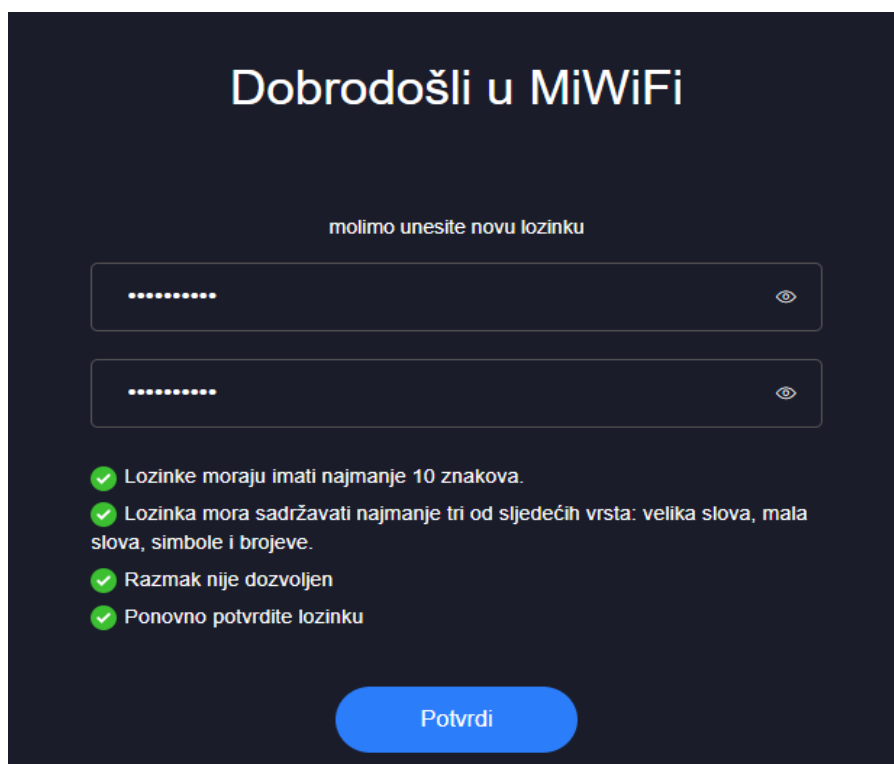 Dobrodošli u MiWiFi
molimo unesite novu lozinku
••••••••••
••••••••••
Lozinke moraju imati najmanje 10 znakova.
Lozinka mora sadržavati najmanje tri od sljedećih vrsta: velika slova, mala
slova, simbole i brojeve.
Razmak nije dozvoljen
Ponovno potvrdite lozinku
Potvrdi